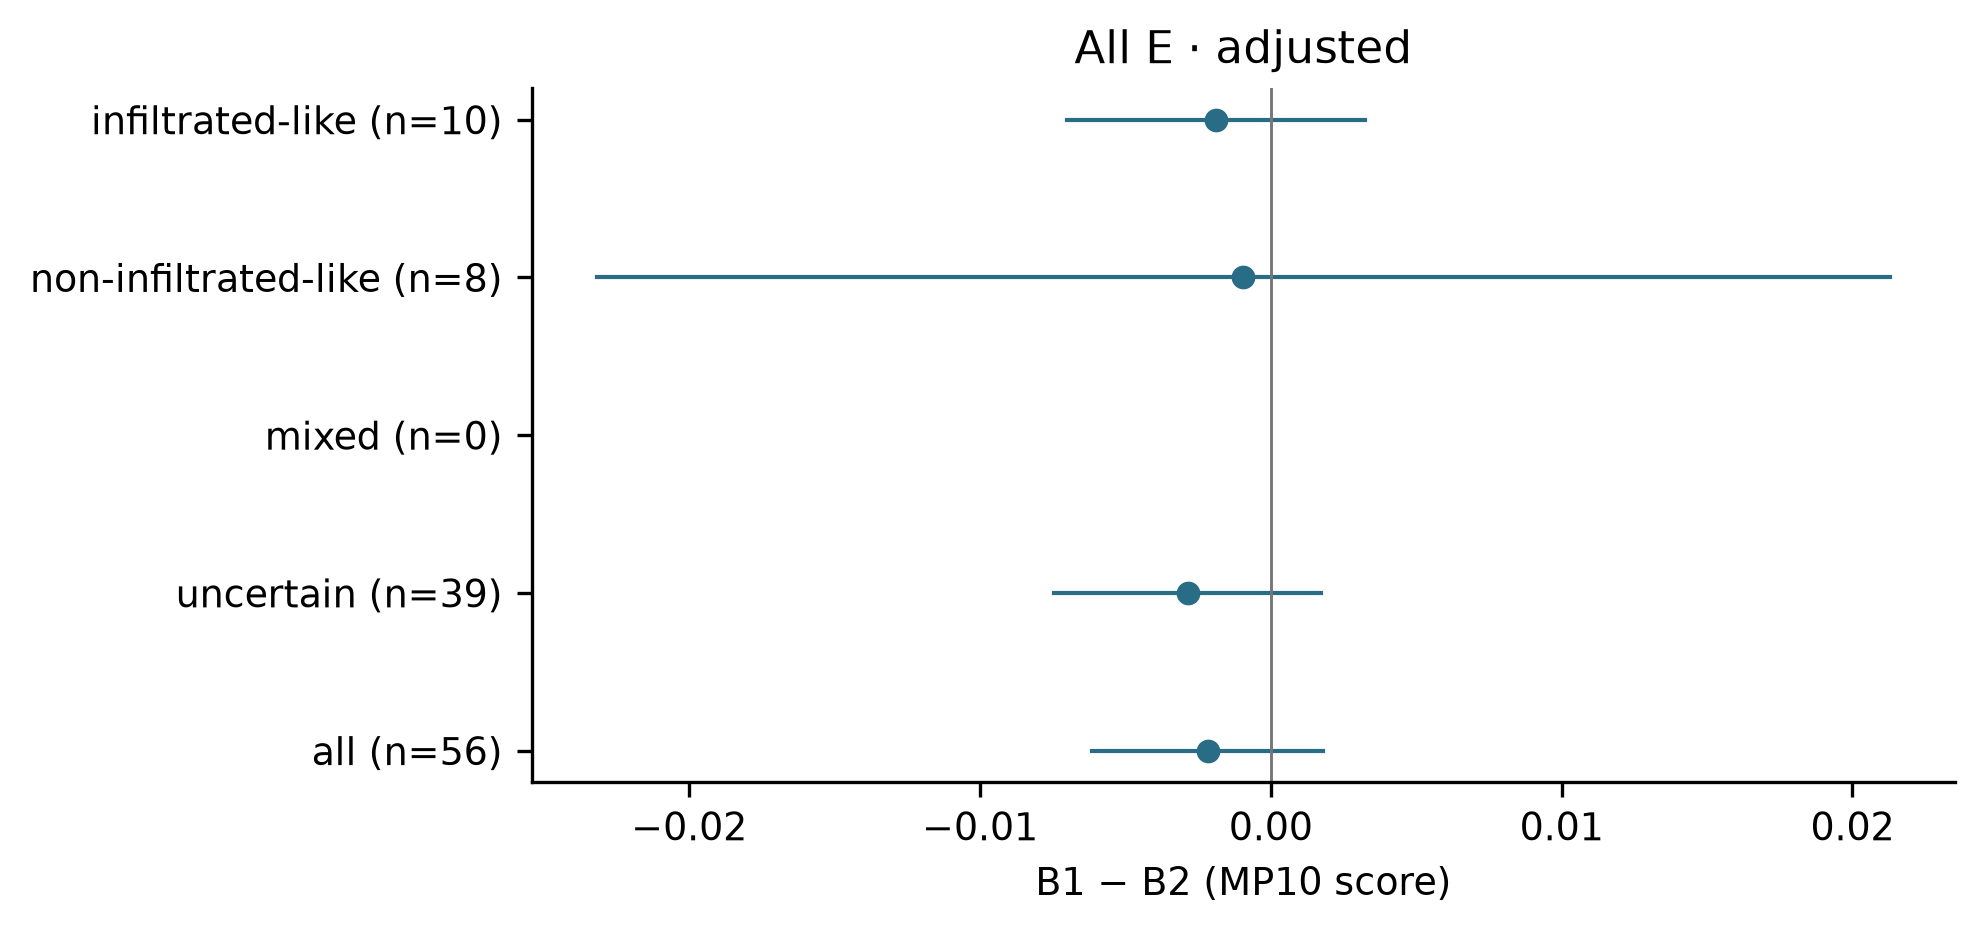 All E · adjusted
infiltrated-like (n=10)
non-infiltrated-like (n=8)
mixed (n=0)
uncertain (n=39)
all (n=56)
−0.02 −0.01 0.00 0.01 0.02
B1 − B2 (MP10 score)